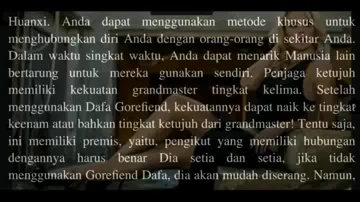 Huanxi. Anda dapat menggunakan metode khusus untuk
menghubungkan diri Anda dengan orang-orang di sekitar Anda.
Dalam waktu singkat waktu, Anda dapat menarik Manusia lain
bertarung untuk mereka gunakan sendiri. Penjaga ketujuh
memiliki kekuatan grandmaster tingkat kelima. Setelah
menggunakan Dafa Gorefiend, kekuatannya dapat naik ke tingkat
keenam atau bahkan tingkat ketujuh dari grandmaster! Tentu saja,
ini memiliki premis, yaitu, pengikut yang memiliki hubungan
dengannya harus benar Dia setia dan setia, jika tidak
menggunakan Gorefiend Dafa, dia akan mudah diserang. Namun,